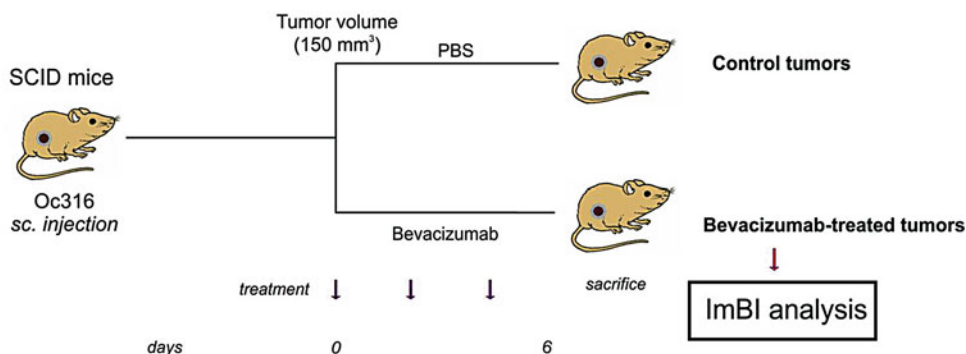 Tumor volume
(150 mm³)
PBS
SCID mice
Control tumors
Oc316
sc. injection
Bevacizumab
Bevacizumab-treated tumors
treatment
sacrifice
ImBI analysis
days
0
6